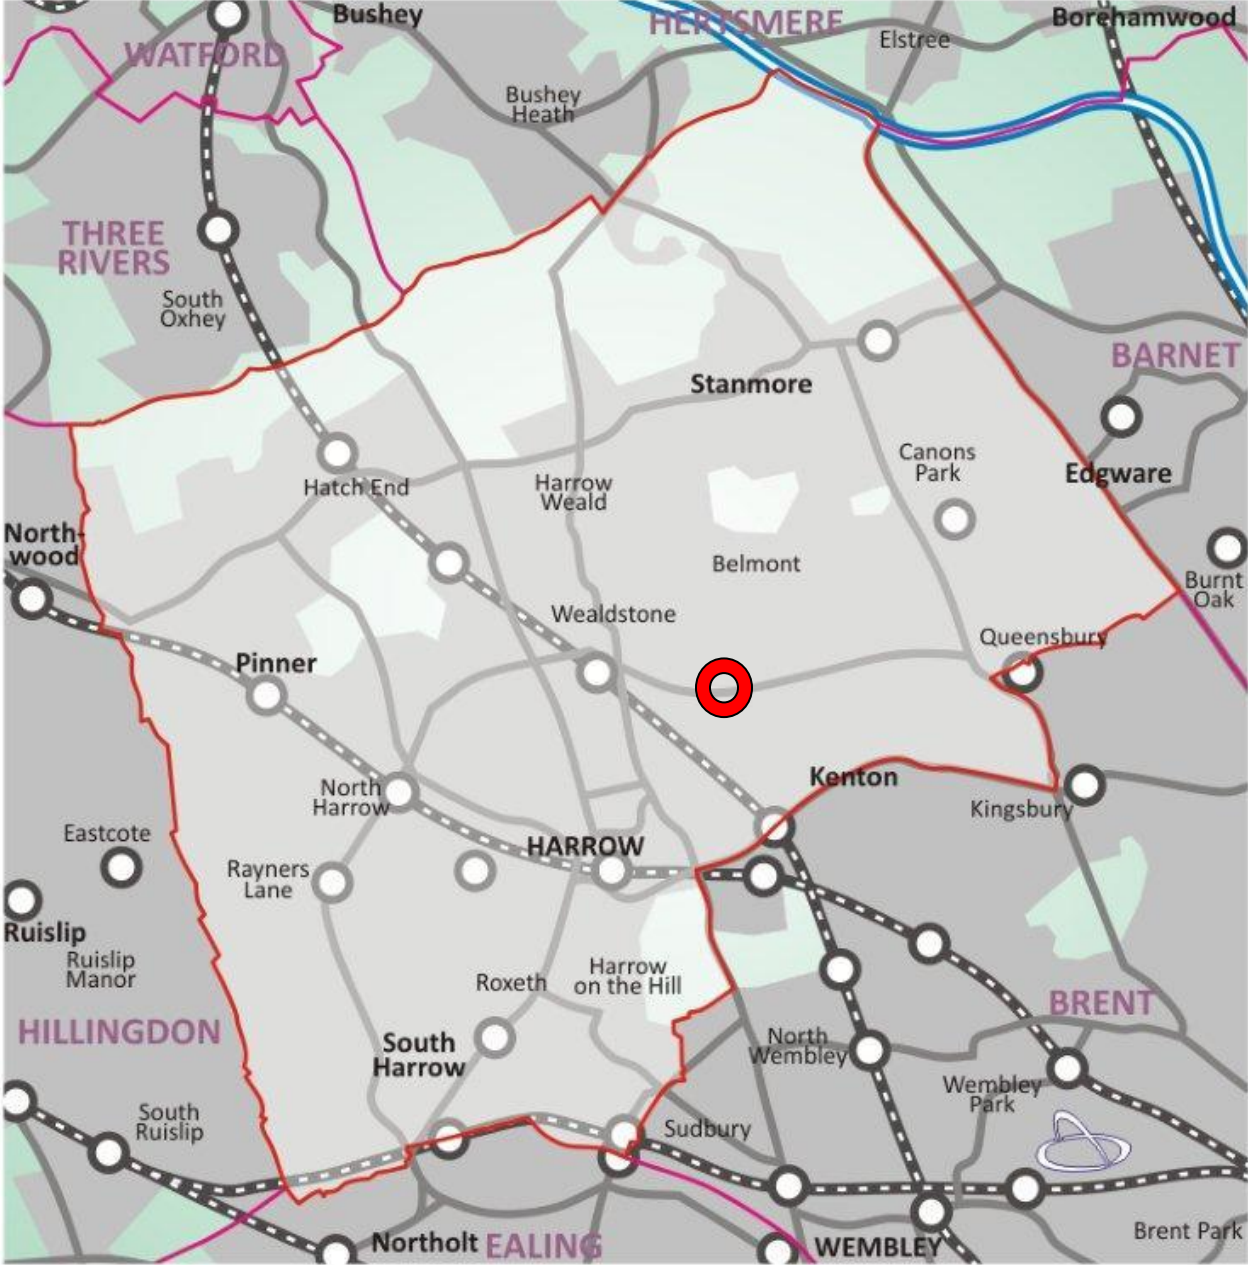 Bushey
HERTSMERE
Borehamwood
WATFORD
Elstree
Bushey
Heath
THREE
RIVERS
South
Oxhey
BARNET
Stanmore
Canons
Park
Edgware
Hatch End
Harrow
Weald
North-
wood
Belmont
Burnt
Oak
Wealdstone
Queensbury
Pinner
Kenton
North
Harrow
Kingsbury
Eastcote
HARROW
Rayners
Lane
Ruislip
Ruislip
Manor
Roxeth
Harrow
on the Hill
HILLINGDON
BRENT
South
Harrow
North
Wembley
Wembley
Park
South
Ruislip
Sudbury
Brent Park
Northolt
EALING
WEMBLEY